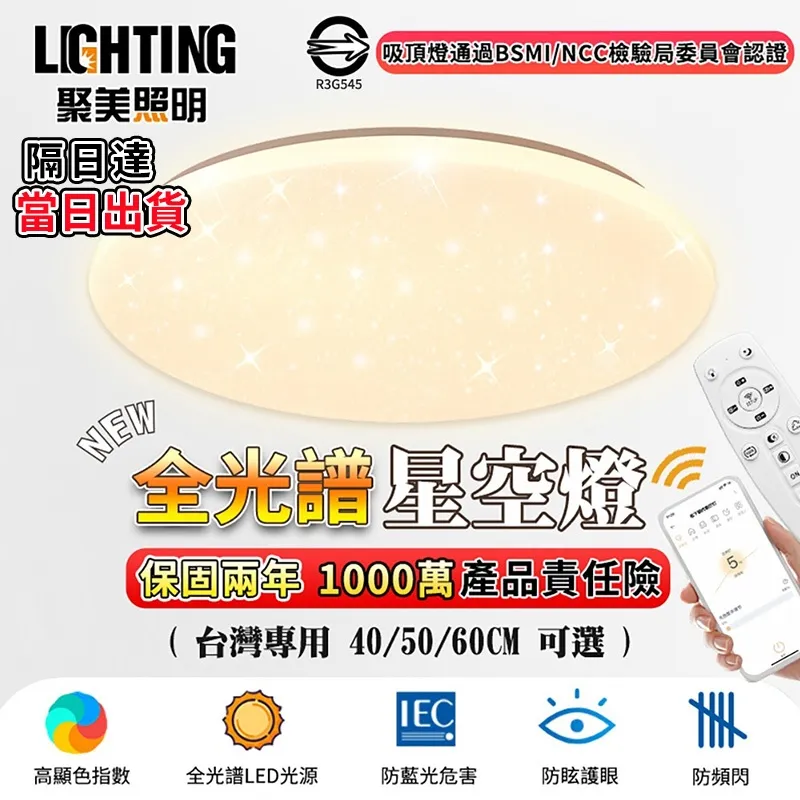 LIGHTING
聚美照明
R3G545
吸頂燈通過BSMI/NCC檢驗局委員會認證
隔日達
當日出貨
NEW
全光譜星空燈
SETUP
ON
5
保固兩年 1000萬產品責任險
( 台灣專用 40/50/60CM 可選 )
IEC
高顯色指數
全光譜LED光源
防藍光危害
防眩護眼
防頻閃